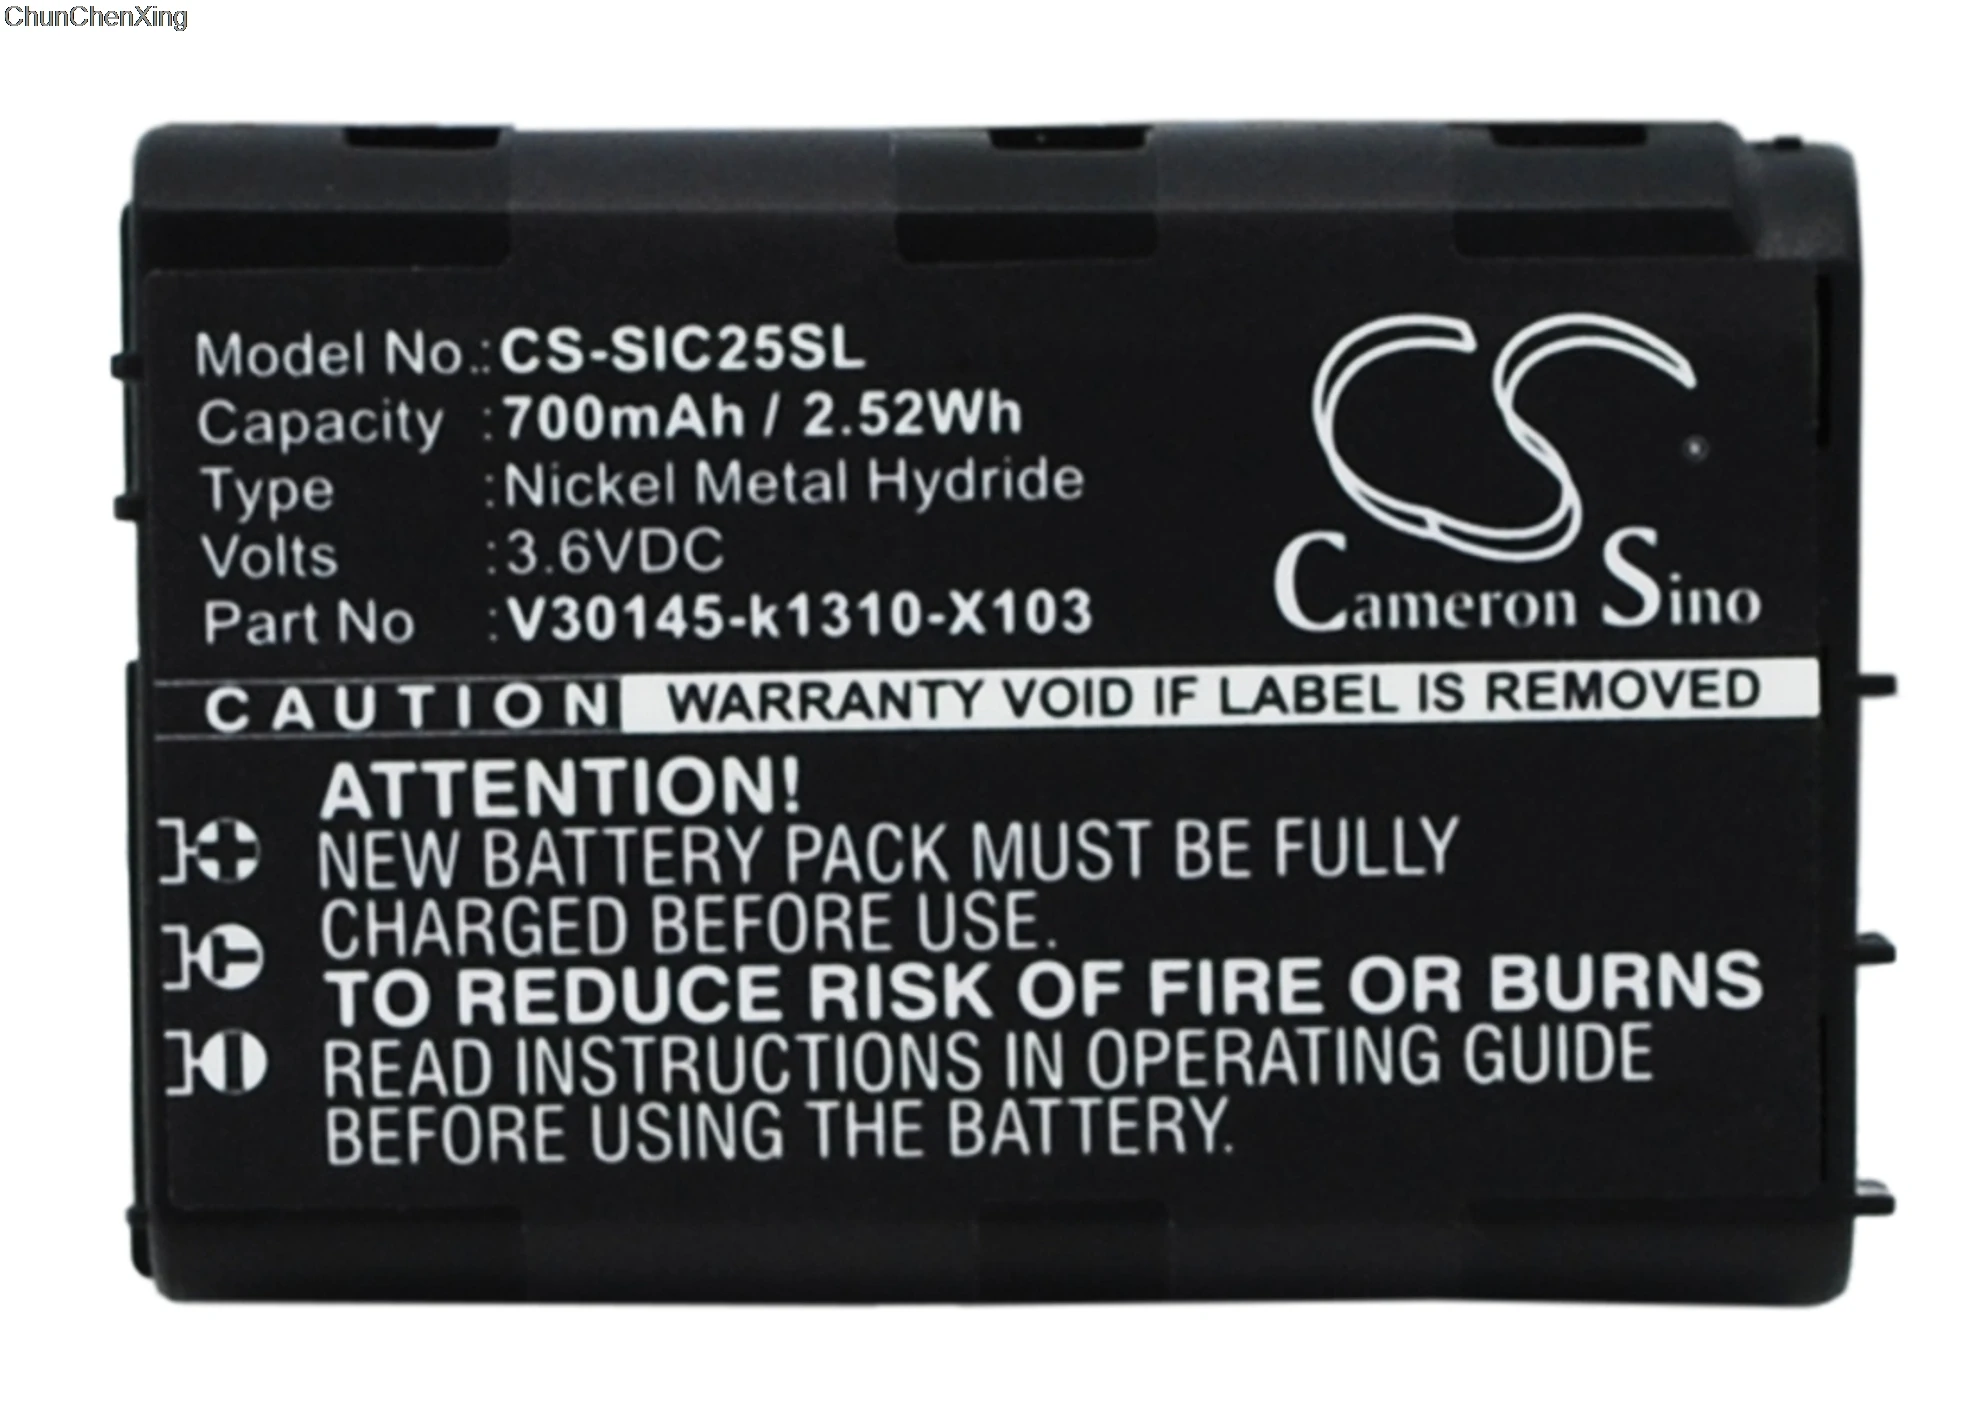 ChunChenXing
Model No.:CS-SIC25SL
Capacity :700mAh / 2.52Wh
Type :Nickel Metal Hydride
Volts :3.6VDC
Part No :V30145-k1310-X103
CS
Cameron Sino
CAUTION WARRANTY VOID IF LABEL IS REMOVED
ATTENTION!
NEW BATTERY PACK MUST BE FULLY
CHARGED BEFORE USE.
TO REDUCE RISK OF FIRE OR BURNS
READ INSTRUCTIONS IN OPERATING GUIDE
BEFORE USING THE BATTERY.